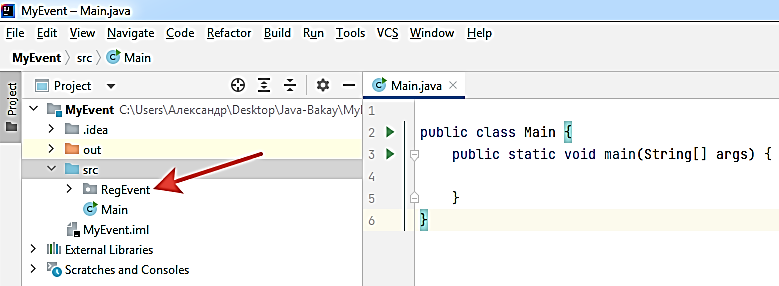 MyEvent – Main.java
File Edit View Navigate Code Refactor Build Run Tools VCS Window Help
MyEvent src Main
Project
Project
Main.java
MyEvent C:\Users\Александр\Desktop\Java-Bakay\My
.idea
out
src
RegEvent
Main
MyEvent.iml
External Libraries
Scratches and Consoles
1
2 public class Main {
3 public static void main(String[] args) {
4
5 }
6 }